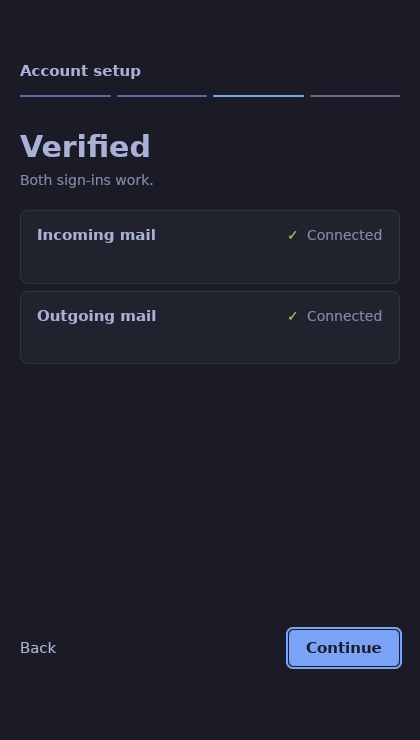 Account setup
Verified
Both sign-ins work.
Incoming mail ✓ Connected
Outgoing mail ✓ Connected
Back Continue